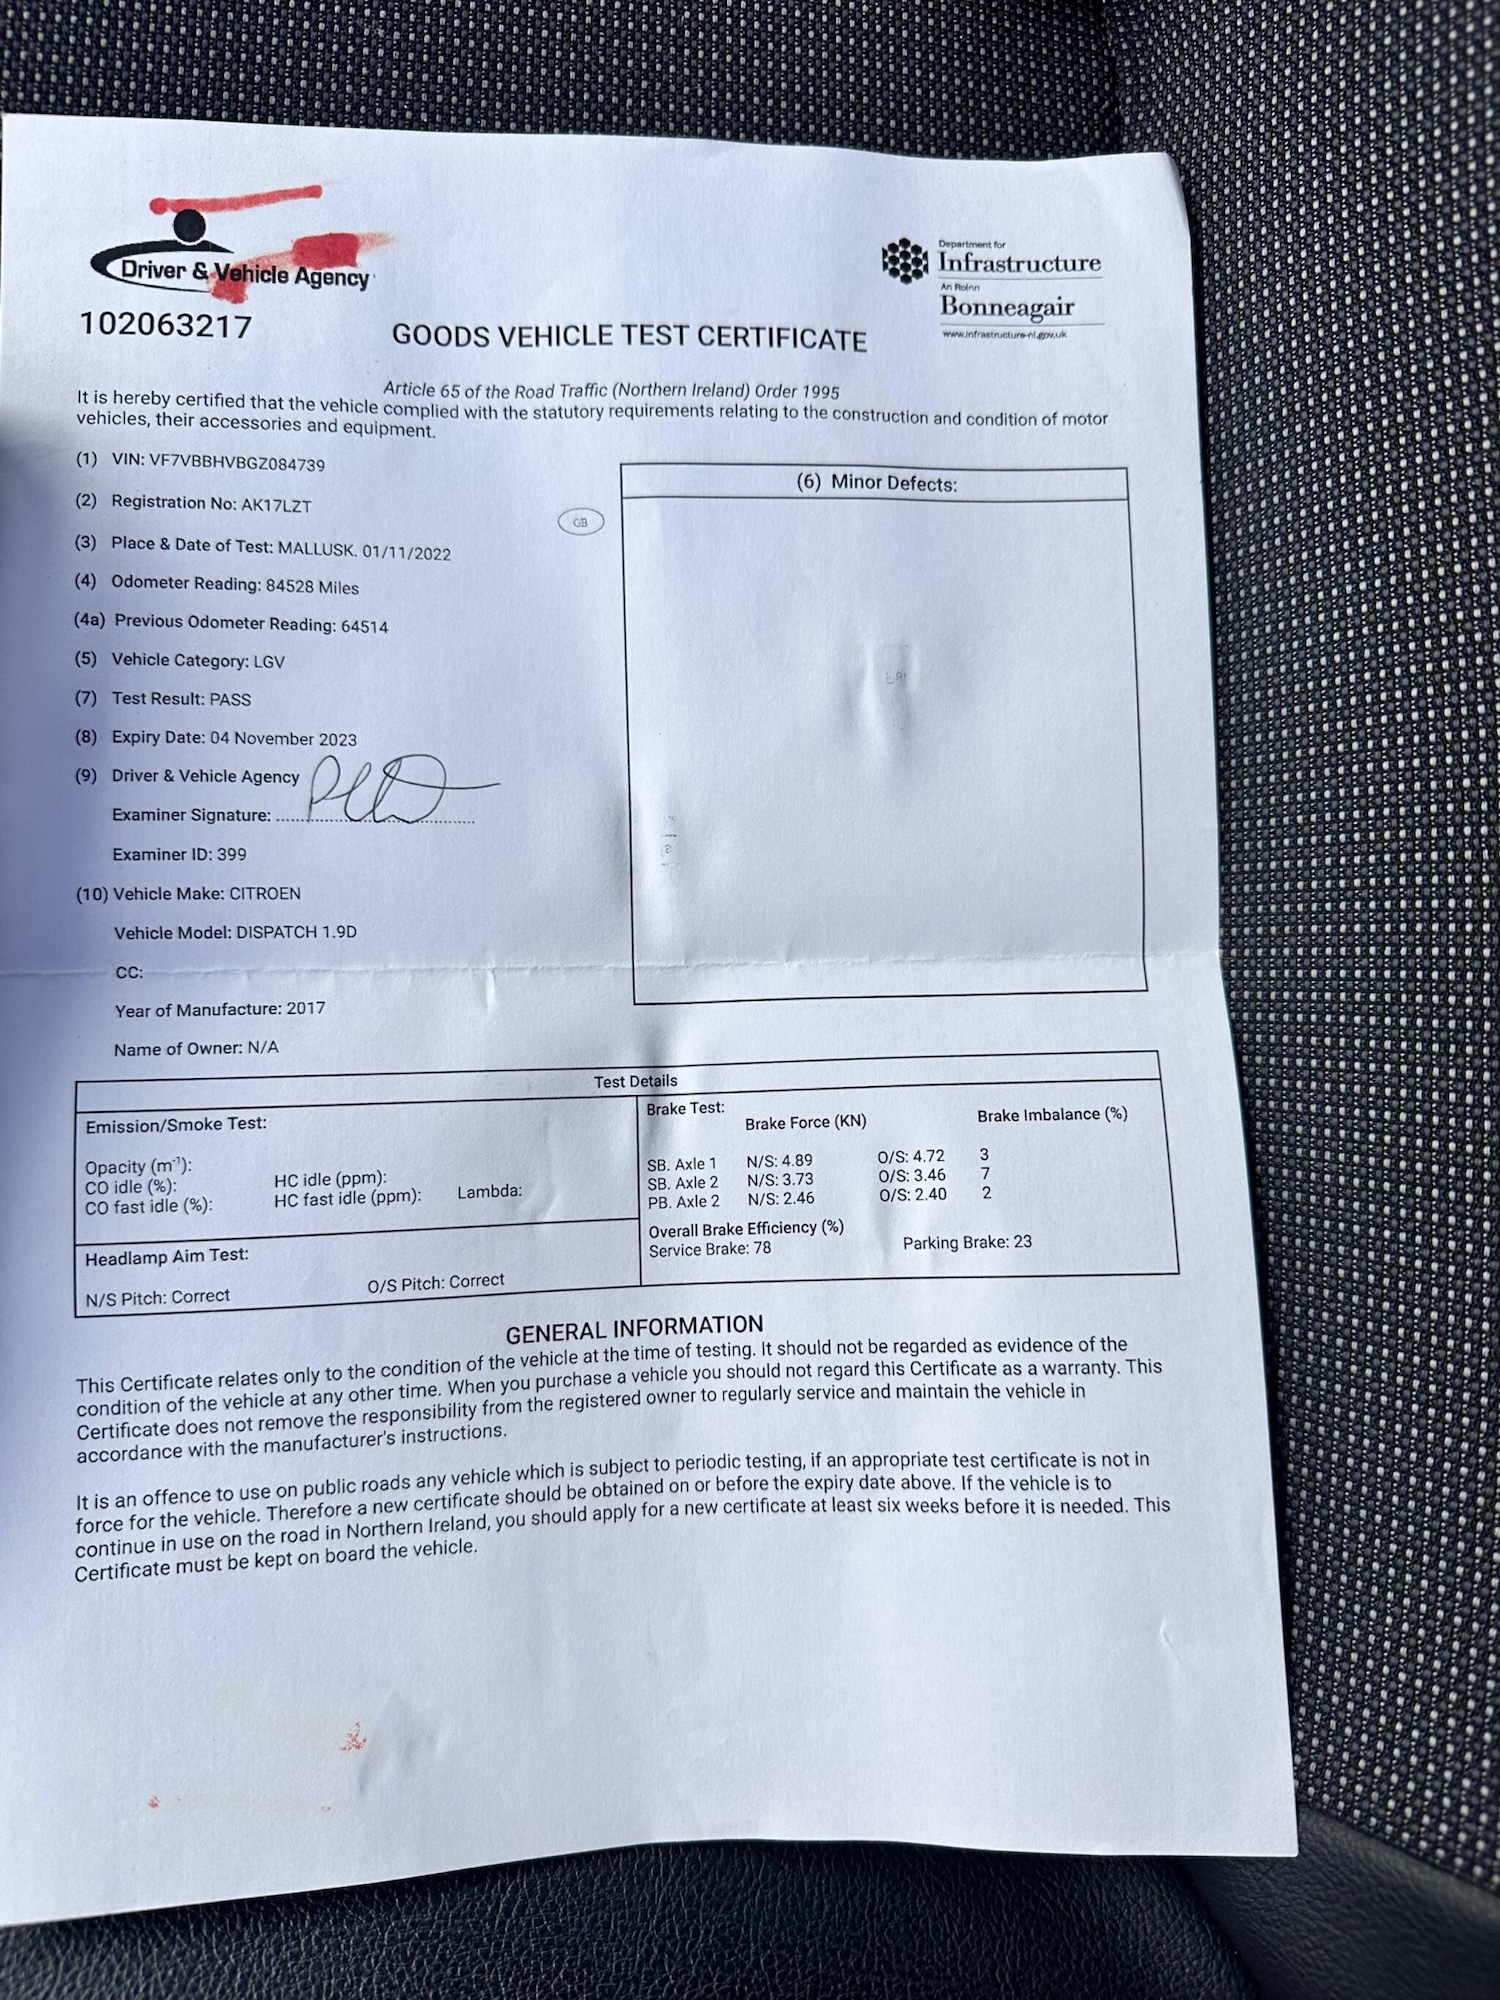 Driver & Vehicle Agency
Department for
Infrastructure
An Roinn
Bonneagair
www.infrastructure-ni.gov.uk
102063217
GOODS VEHICLE TEST CERTIFICATE
Article 65 of the Road Traffic (Northern Ireland) Order 1995
It is hereby certified that the vehicle complied with the statutory requirements relating to the construction and condition of motor
vehicles, their accessories and equipment.
(1) VIN: VF7VBBHVBGZ084739
(2) Registration No: AK17LZT
GB
(3) Place & Date of Test: MALLUSK. 01/11/2022
(4) Odometer Reading: 84528 Miles
(4a) Previous Odometer Reading: 64514
(5) Vehicle Category: LGV
(6) Minor Defects:
(7) Test Result: PASS
(8) Expiry Date: 04 November 2023
(9) Driver & Vehicle Agency
Examiner Signature:
Examiner ID: 399
(10) Vehicle Make: CITROEN
Vehicle Model: DISPATCH 1.9D
CC:
Year of Manufacture: 2017
Name of Owner: N/A
Test Details
Emission/Smoke Test:
Opacity (m⁻¹):
CO idle (%): HC idle (ppm):
CO fast idle (%): HC fast idle (ppm): Lambda:
Headlamp Aim Test:
N/S Pitch: Correct O/S Pitch: Correct
Brake Test:
Brake Force (KN) Brake Imbalance (%)
SB. Axle 1 N/S: 4.89 O/S: 4.72 3
SB. Axle 2 N/S: 3.73 O/S: 3.46 7
PB. Axle 2 N/S: 2.46 O/S: 2.40 2
Overall Brake Efficiency (%)
Service Brake: 78 Parking Brake: 23
GENERAL INFORMATION
This Certificate relates only to the condition of the vehicle at the time of testing. It should not be regarded as evidence of the
condition of the vehicle at any other time. When you purchase a vehicle you should not regard this Certificate as a warranty. This
Certificate does not remove the responsibility from the registered owner to regularly service and maintain the vehicle in
accordance with the manufacturer's instructions.
It is an offence to use on public roads any vehicle which is subject to periodic testing, if an appropriate test certificate is not in
force for the vehicle. Therefore a new certificate should be obtained on or before the expiry date above. If the vehicle is to
continue in use on the road in Northern Ireland, you should apply for a new certificate at least six weeks before it is needed. This
Certificate must be kept on board the vehicle.